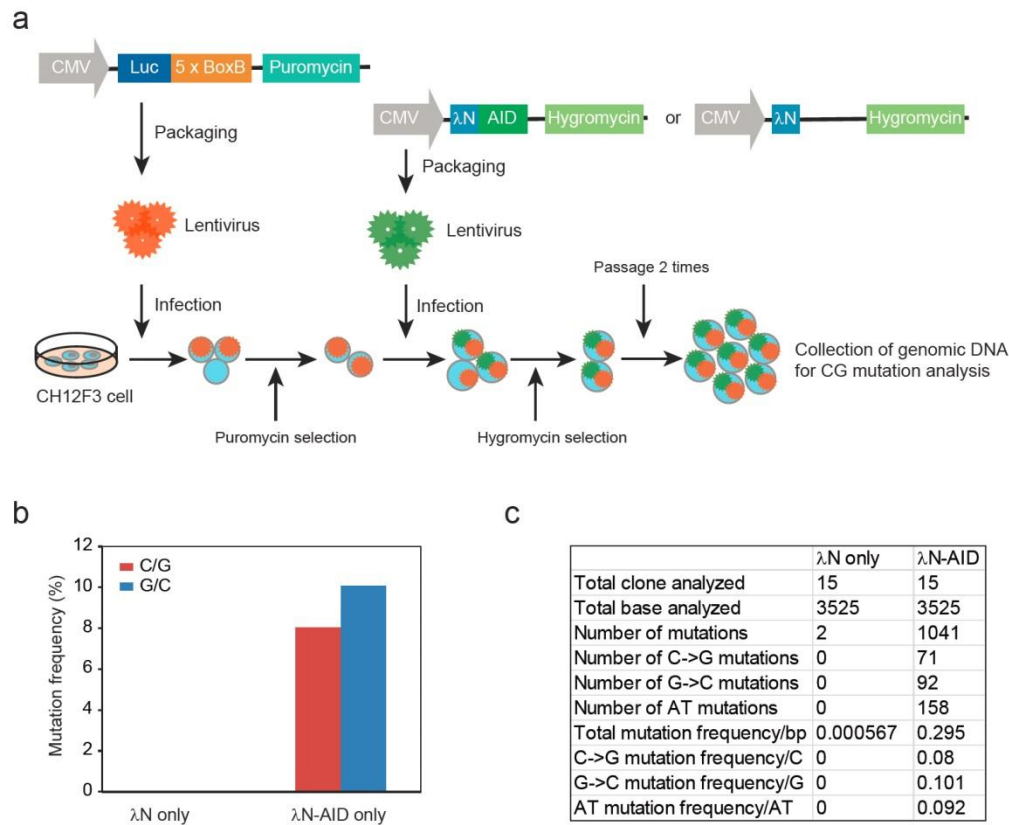 a
CMV Luc 5 x BoxB Puromycin
CMV λN AID Hygromycin or CMV λN Hygromycin
Packaging
Packaging
Lentivirus
Lentivirus
Passage 2 times
Infection
Infection
CH12F3 cell
Collection of genomic DNA
for CG mutation analysis
Puromycin selection
Hygromycin selection
b
Mutation frequency (%)
12
10
8
6
4
2
0
C/G
G/C
λN only
λN-AID only
c
λN only λN-AID
Total clone analyzed 15 15
Total base analyzed 3525 3525
Number of mutations 2 1041
Number of C->G mutations 0 71
Number of G->C mutations 0 92
Number of AT mutations 0 158
Total mutation frequency/bp 0.000567 0.295
C->G mutation frequency/C 0 0.08
G->C mutation frequency/G 0 0.101
AT mutation frequency/AT 0 0.092